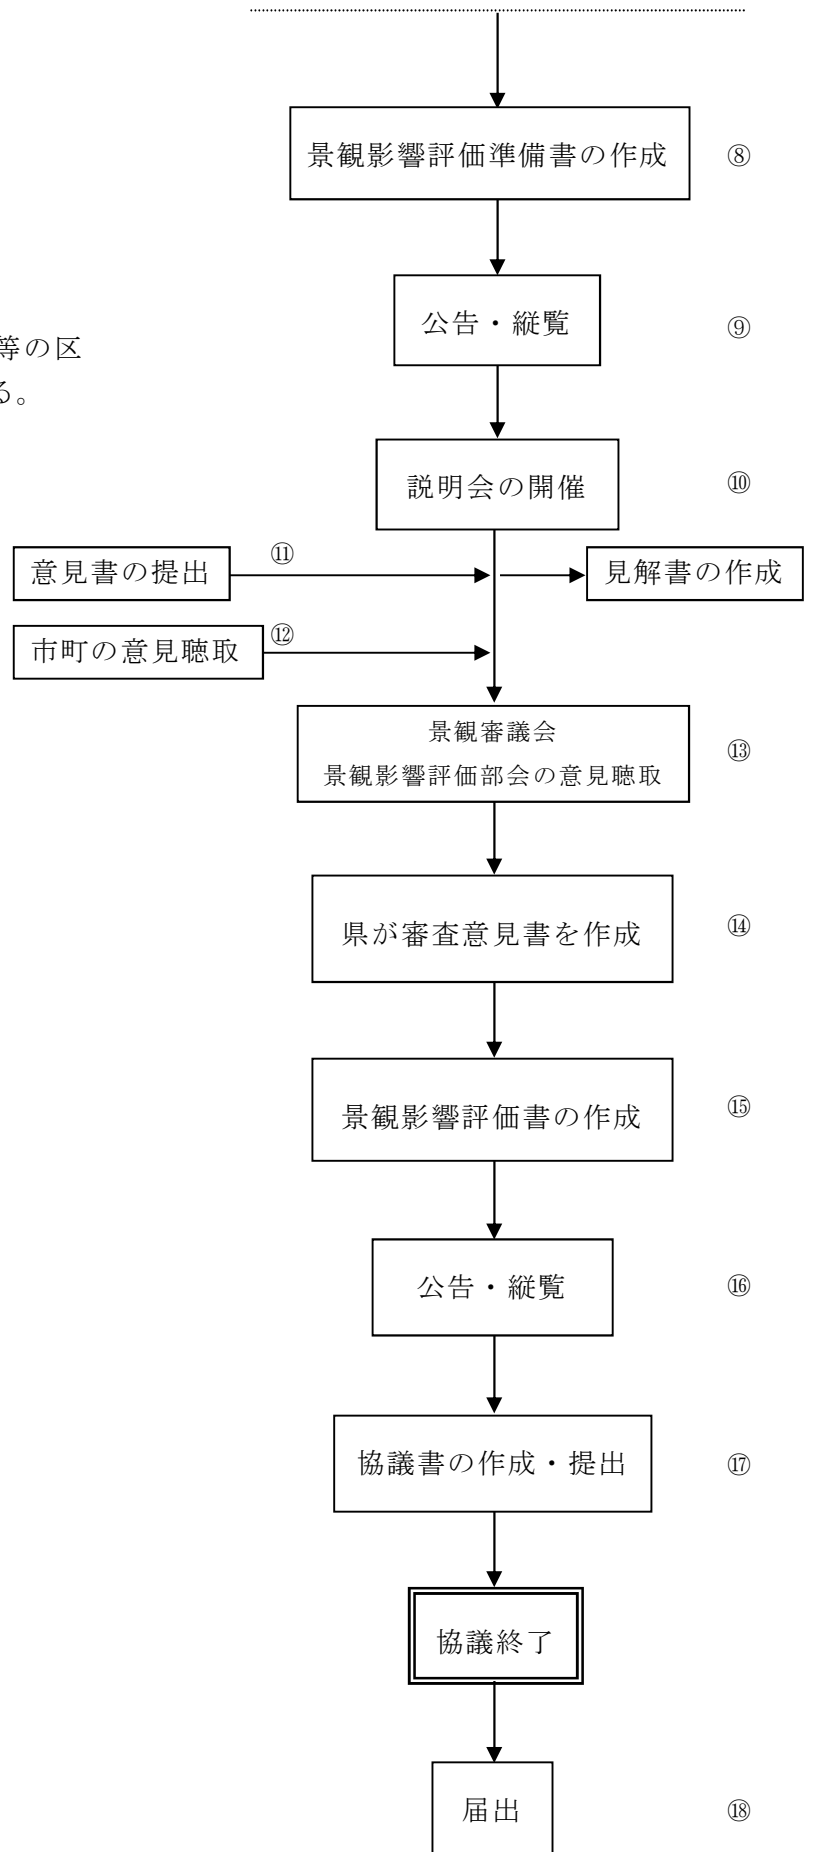 景観影響評価準備書の作成
⑧
公告・縦覧
⑨
等の区
る。
説明会の開催
⑩
⑪
意見書の提出
見解書の作成
⑫
市町の意見聴取
景観審議会
景観影響評価部会の意見聴取
⑬
県が審査意見書を作成
⑭
景観影響評価書の作成
⑮
公告・縦覧
⑯
協議書の作成・提出
⑰
協議終了
届出
⑱